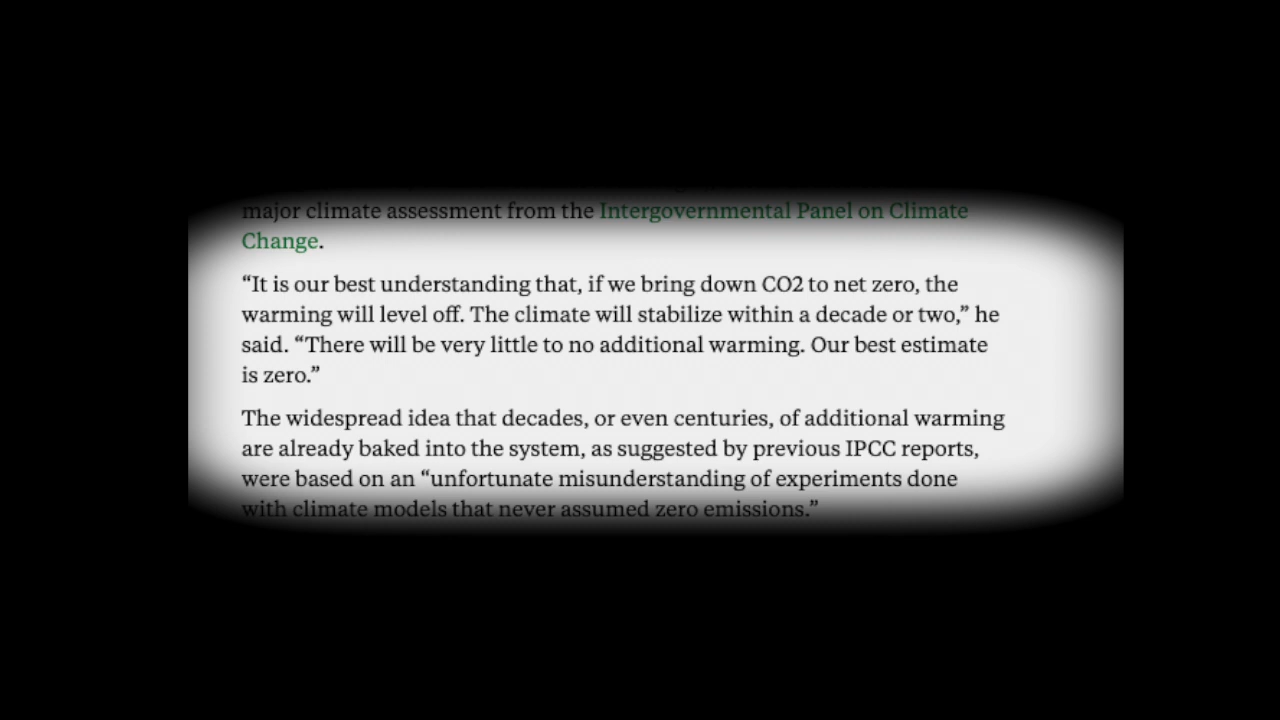 major climate assessment from the Intergovernmental Panel on Climate
Change.
“It is our best understanding that, if we bring down CO2 to net zero, the
warming will level off. The climate will stabilize within a decade or two,” he
said. “There will be very little to no additional warming. Our best estimate
is zero.”
The widespread idea that decades, or even centuries, of additional warming
are already baked into the system, as suggested by previous IPCC reports,
were based on an “unfortunate misunderstanding of experiments done
with climate models that never assumed zero emissions.”